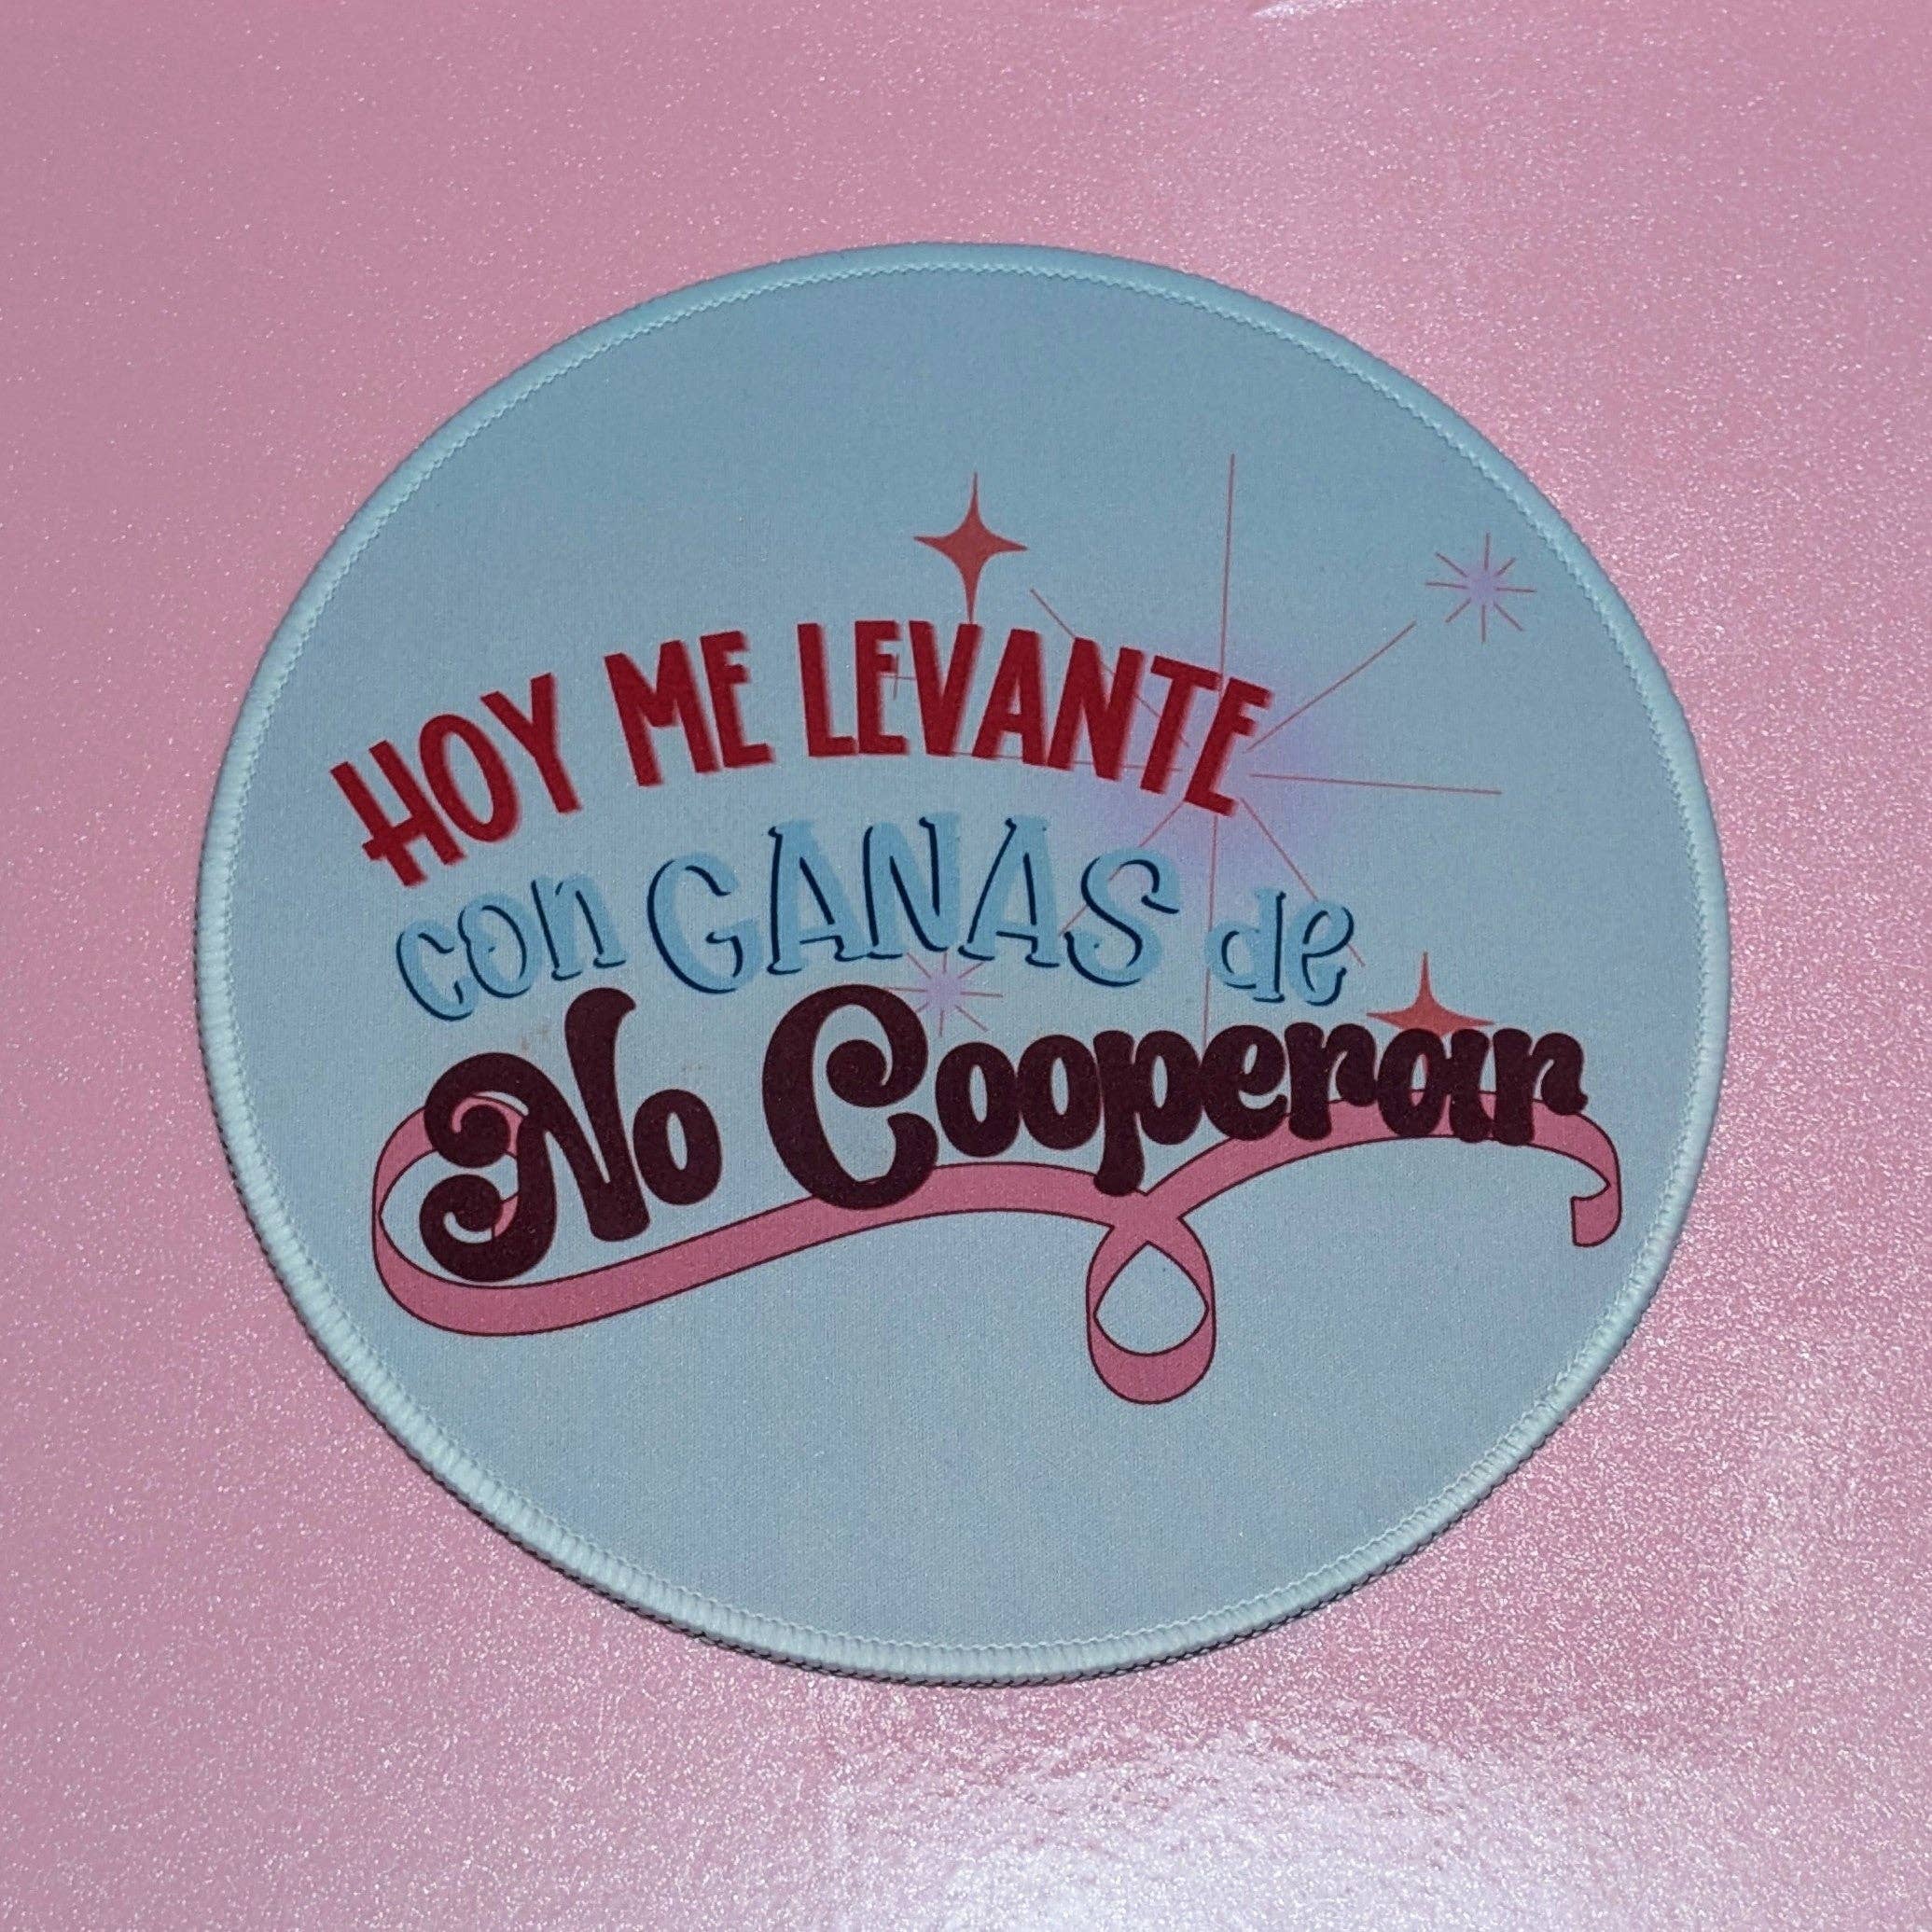 HOY ME LEVANTE
con GANAS de
No Cooperar